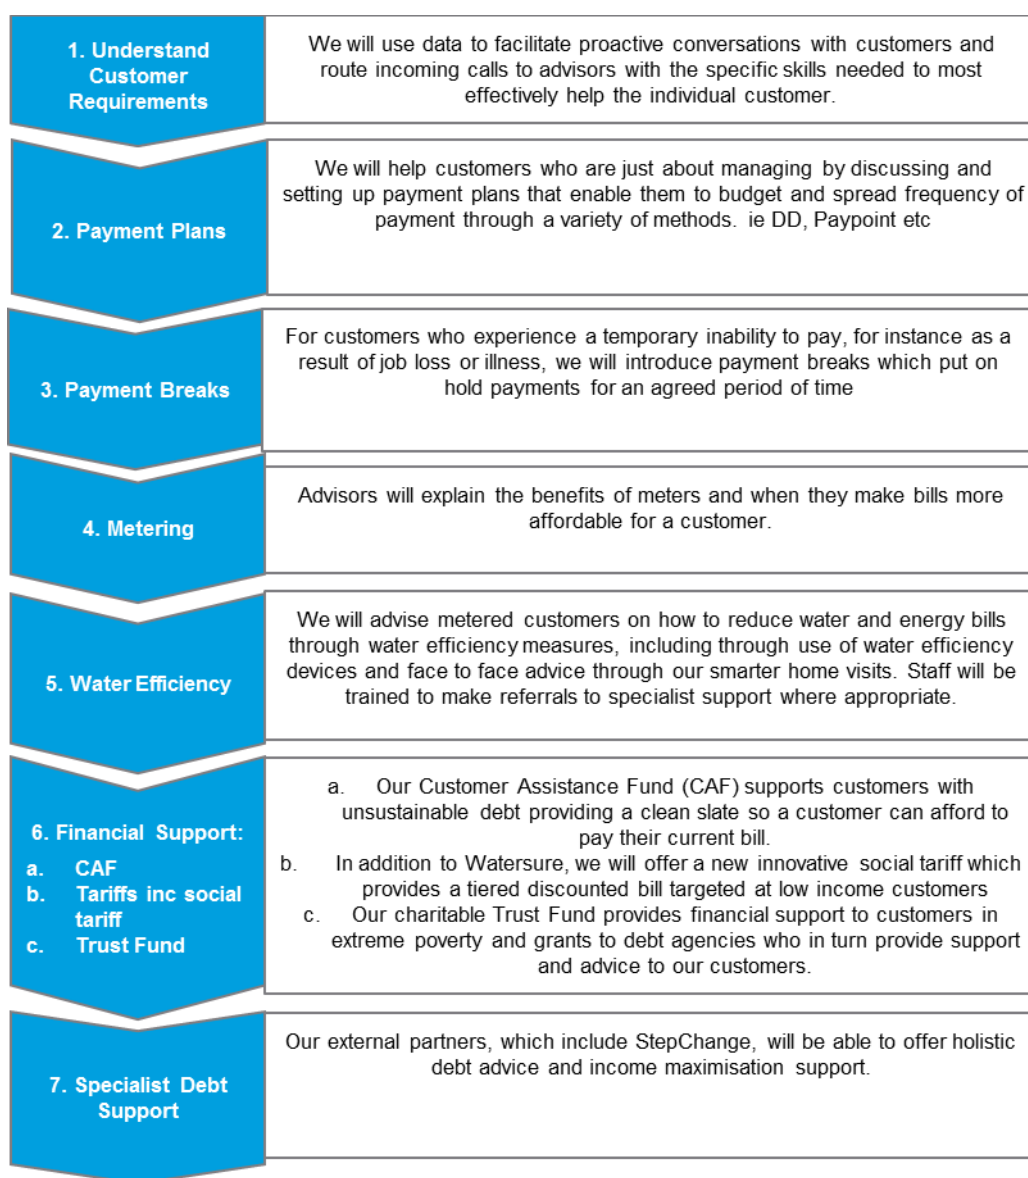 1. Understand
Customer
Requirements
We will use data to facilitate proactive conversations with customers and
route incoming calls to advisors with the specific skills needed to most
effectively help the individual customer.
2. Payment Plans
We will help customers who are just about managing by discussing and
setting up payment plans that enable them to budget and spread frequency of
payment through a variety of methods. ie DD, Paypoint etc
3. Payment Breaks
For customers who experience a temporary inability to pay, for instance as a
result of job loss or illness, we will introduce payment breaks which put on
hold payments for an agreed period of time
4. Metering
Advisors will explain the benefits of meters and when they make bills more
affordable for a customer.
5. Water Efficiency
We will advise metered customers on how to reduce water and energy bills
through water efficiency measures, including through use of water efficiency
devices and face to face advice through our smarter home visits. Staff will be
trained to make referrals to specialist support where appropriate.
6. Financial Support:
a. CAF
b. Tariffs inc social
tariff
c. Trust Fund
a. Our Customer Assistance Fund (CAF) supports customers with
unsustainable debt providing a clean slate so a customer can afford to
pay their current bill.
b. In addition to Watersure, we will offer a new innovative social tariff which
provides a tiered discounted bill targeted at low income customers
c. Our charitable Trust Fund provides financial support to customers in
extreme poverty and grants to debt agencies who in turn provide support
and advice to our customers.
7. Specialist Debt
Support
Our external partners, which include StepChange, will be able to offer holistic
debt advice and income maximisation support.